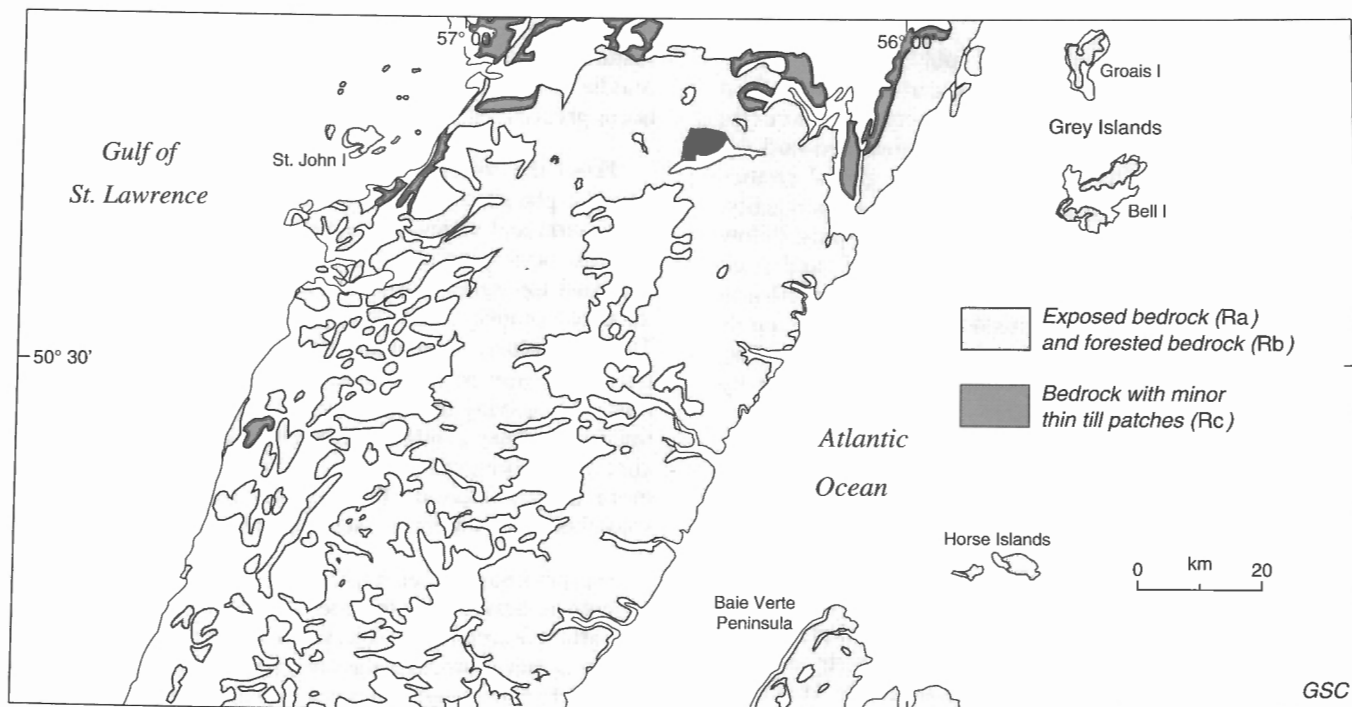 57° 00'
56° 00'
Groais I
Gulf of
St. Lawrence
St. John I
Grey Islands
Bell I
Exposed bedrock (Ra)
and forested bedrock (Rb)
50° 30'
Bedrock with minor
thin till patches (Rc)
Atlantic
Ocean
Horse Islands
km
0 20
Baie Verte
Peninsula
GSC